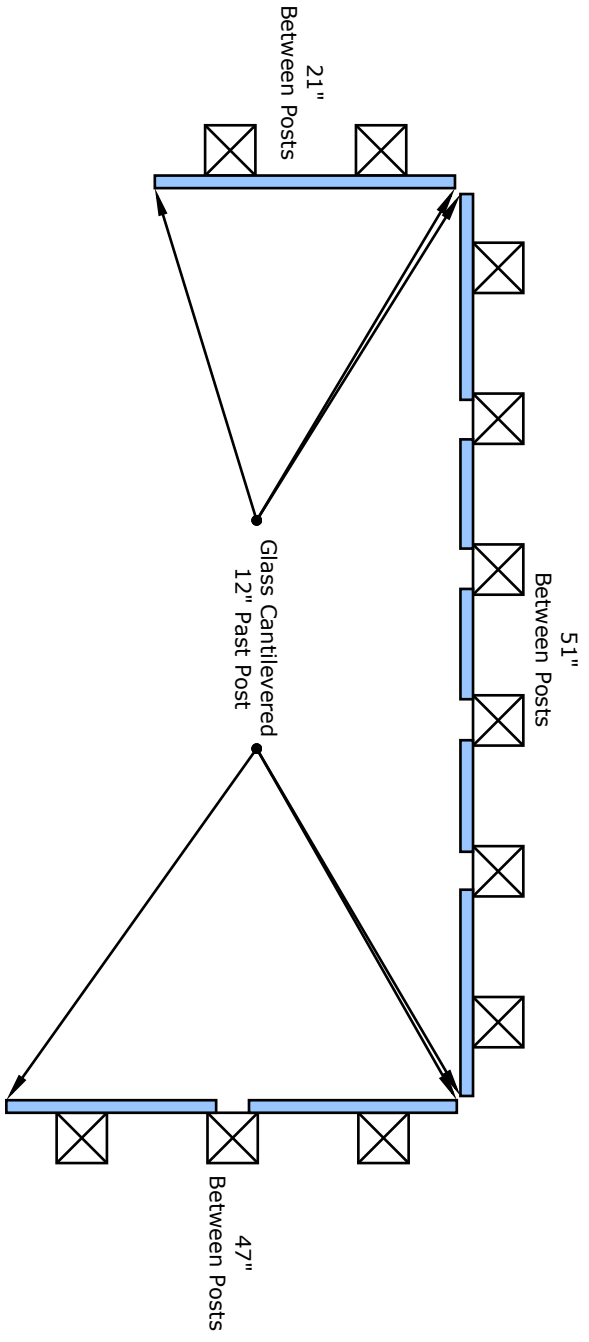 21"
Between Posts
51"
Between Posts
Glass Cantilevered
12" Past Post
47"
Between Posts